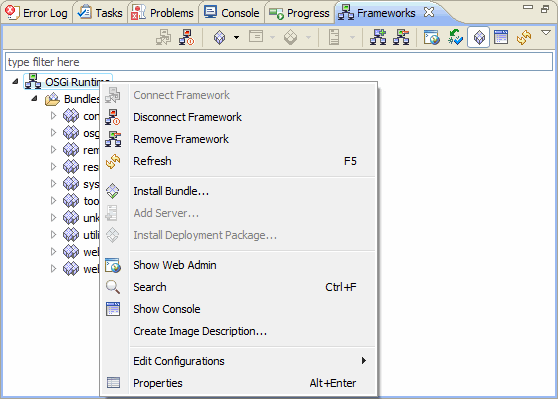 Error Log Tasks Problems Console Progress Frameworks
type filter here
OSGi Runtime
Bundles
Connect Framework
Disconnect Framework
Remove Framework
Refresh F5
Install Bundle...
Add Server...
Install Deployment Package...
Show Web Admin
Search Ctrl+F
Show Console
Create Image Description...
Edit Configurations
Properties Alt+Enter
con
osg
rem
res
sys
too
unk
utili
web
web